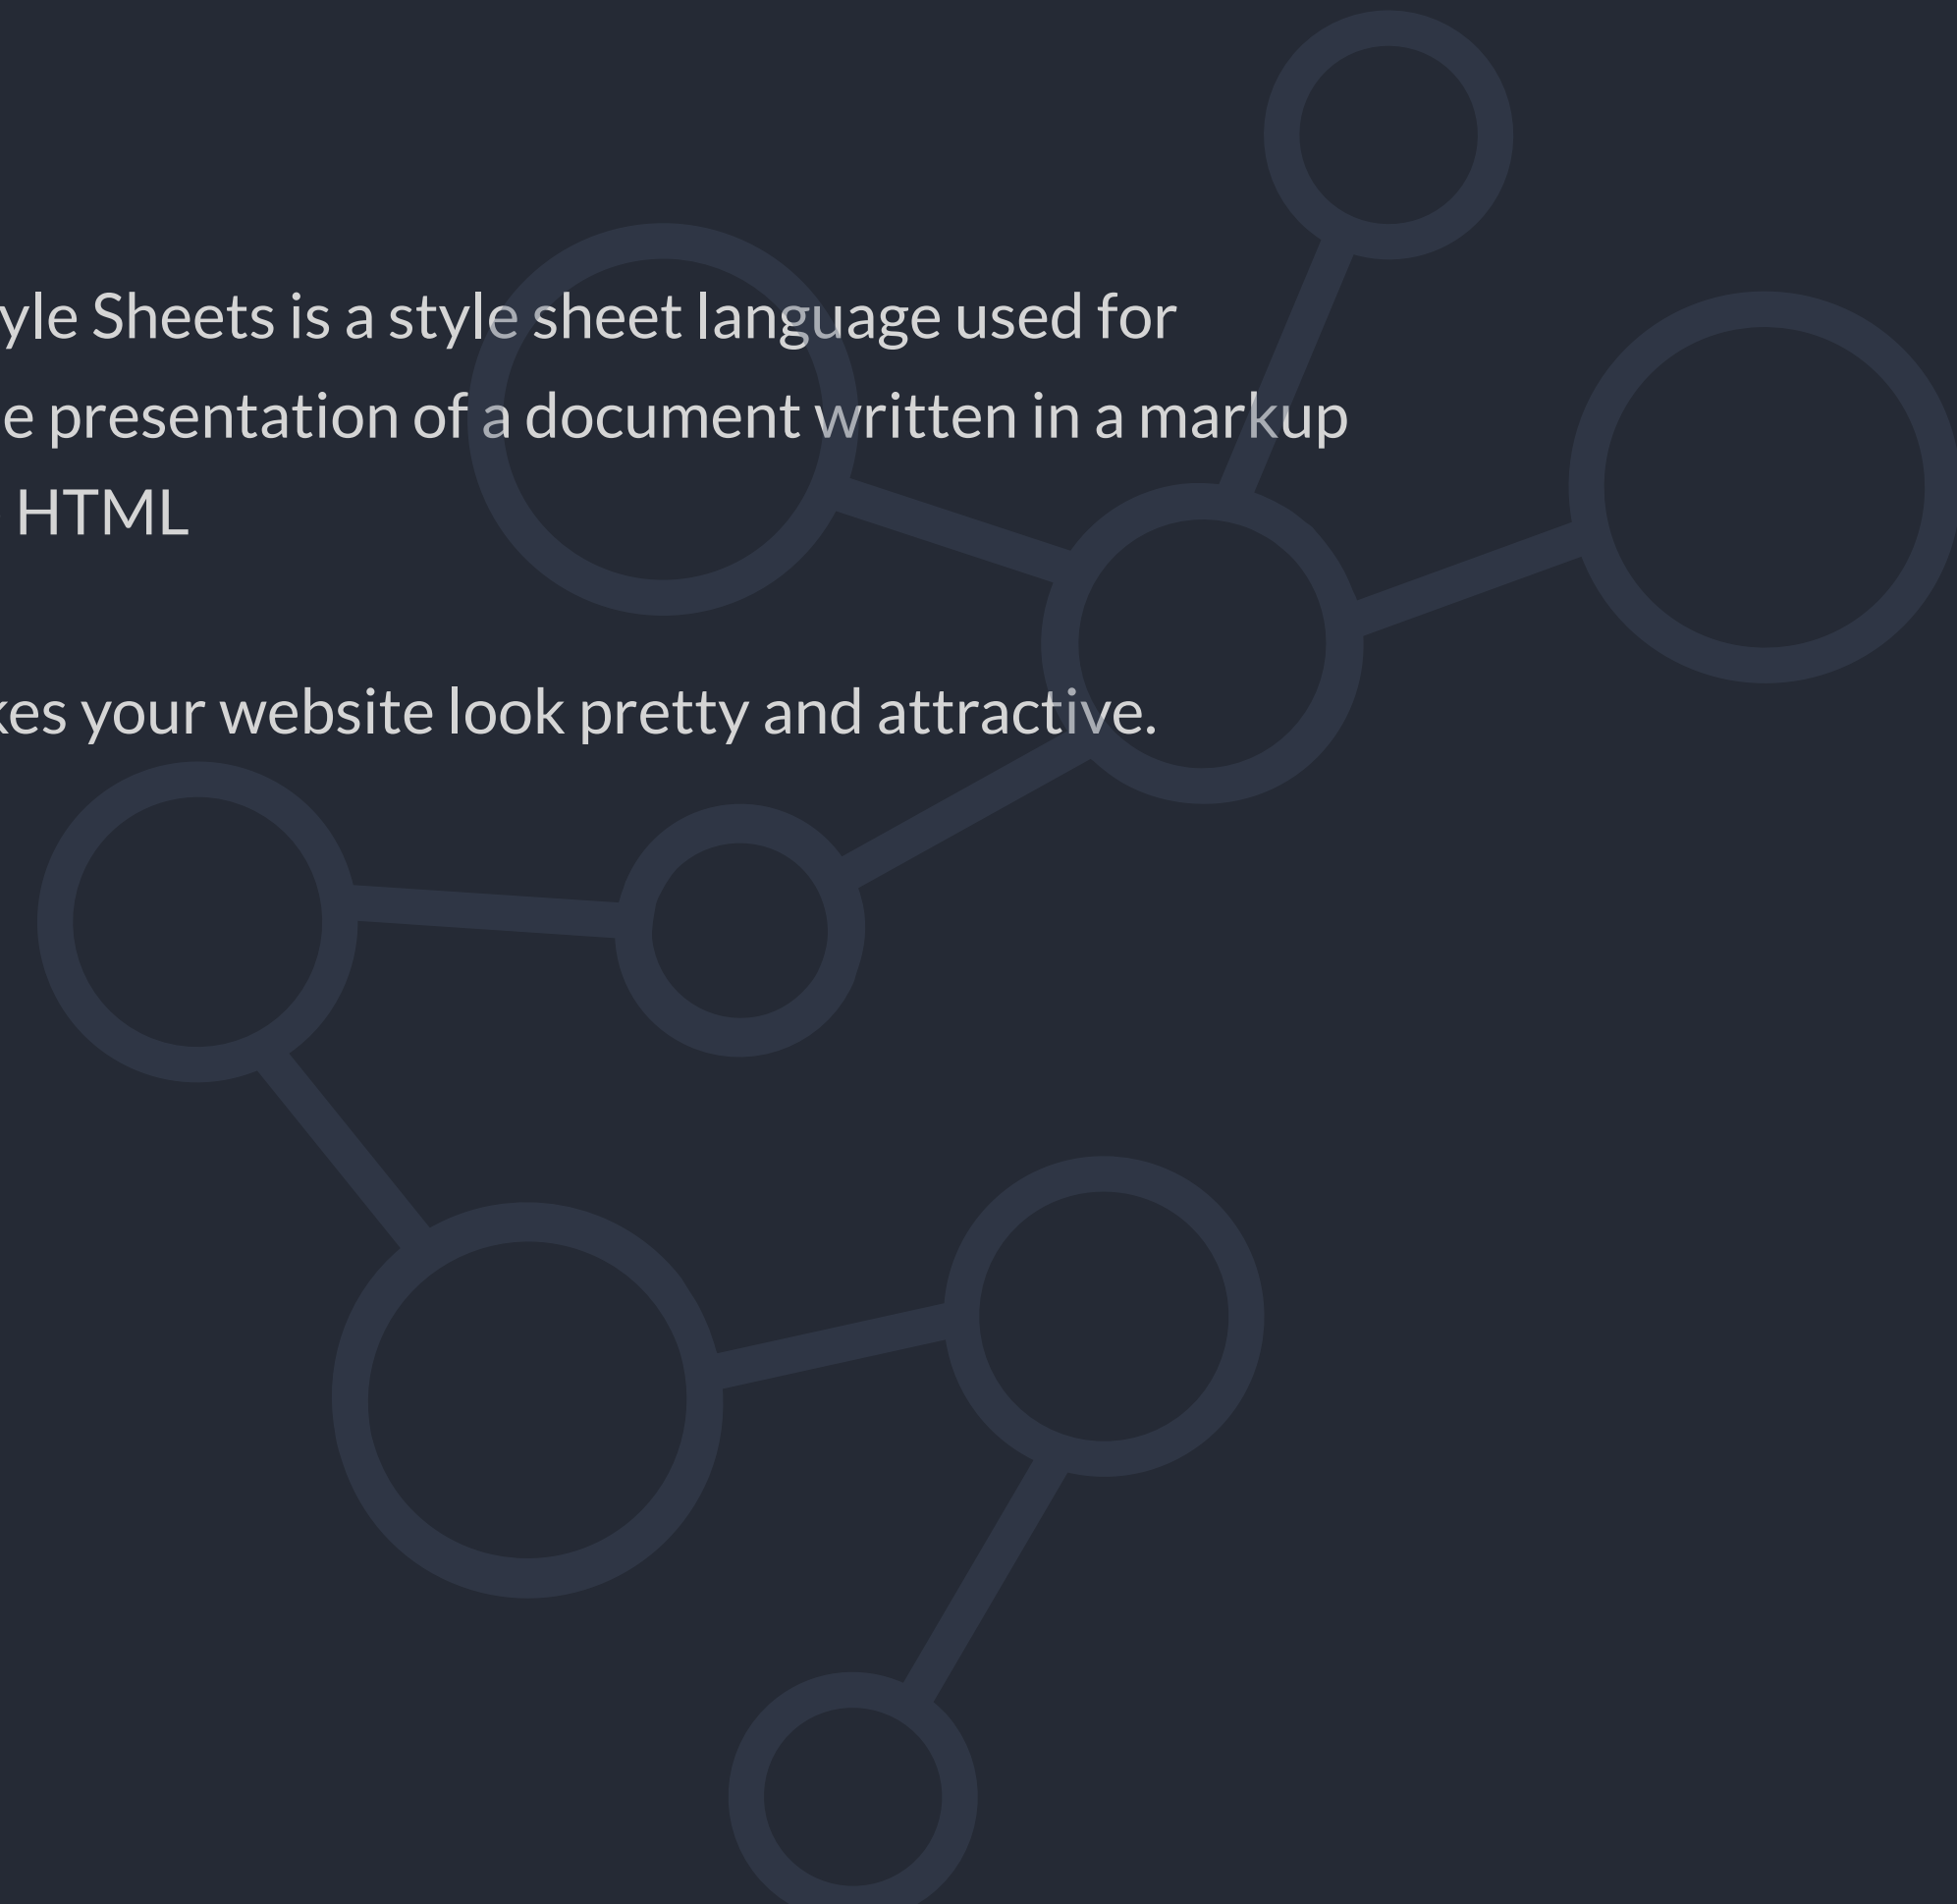 yle Sheets is a style sheet language used for
e presentation of a document written in a markup
HTML
es your website look pretty and attractive.